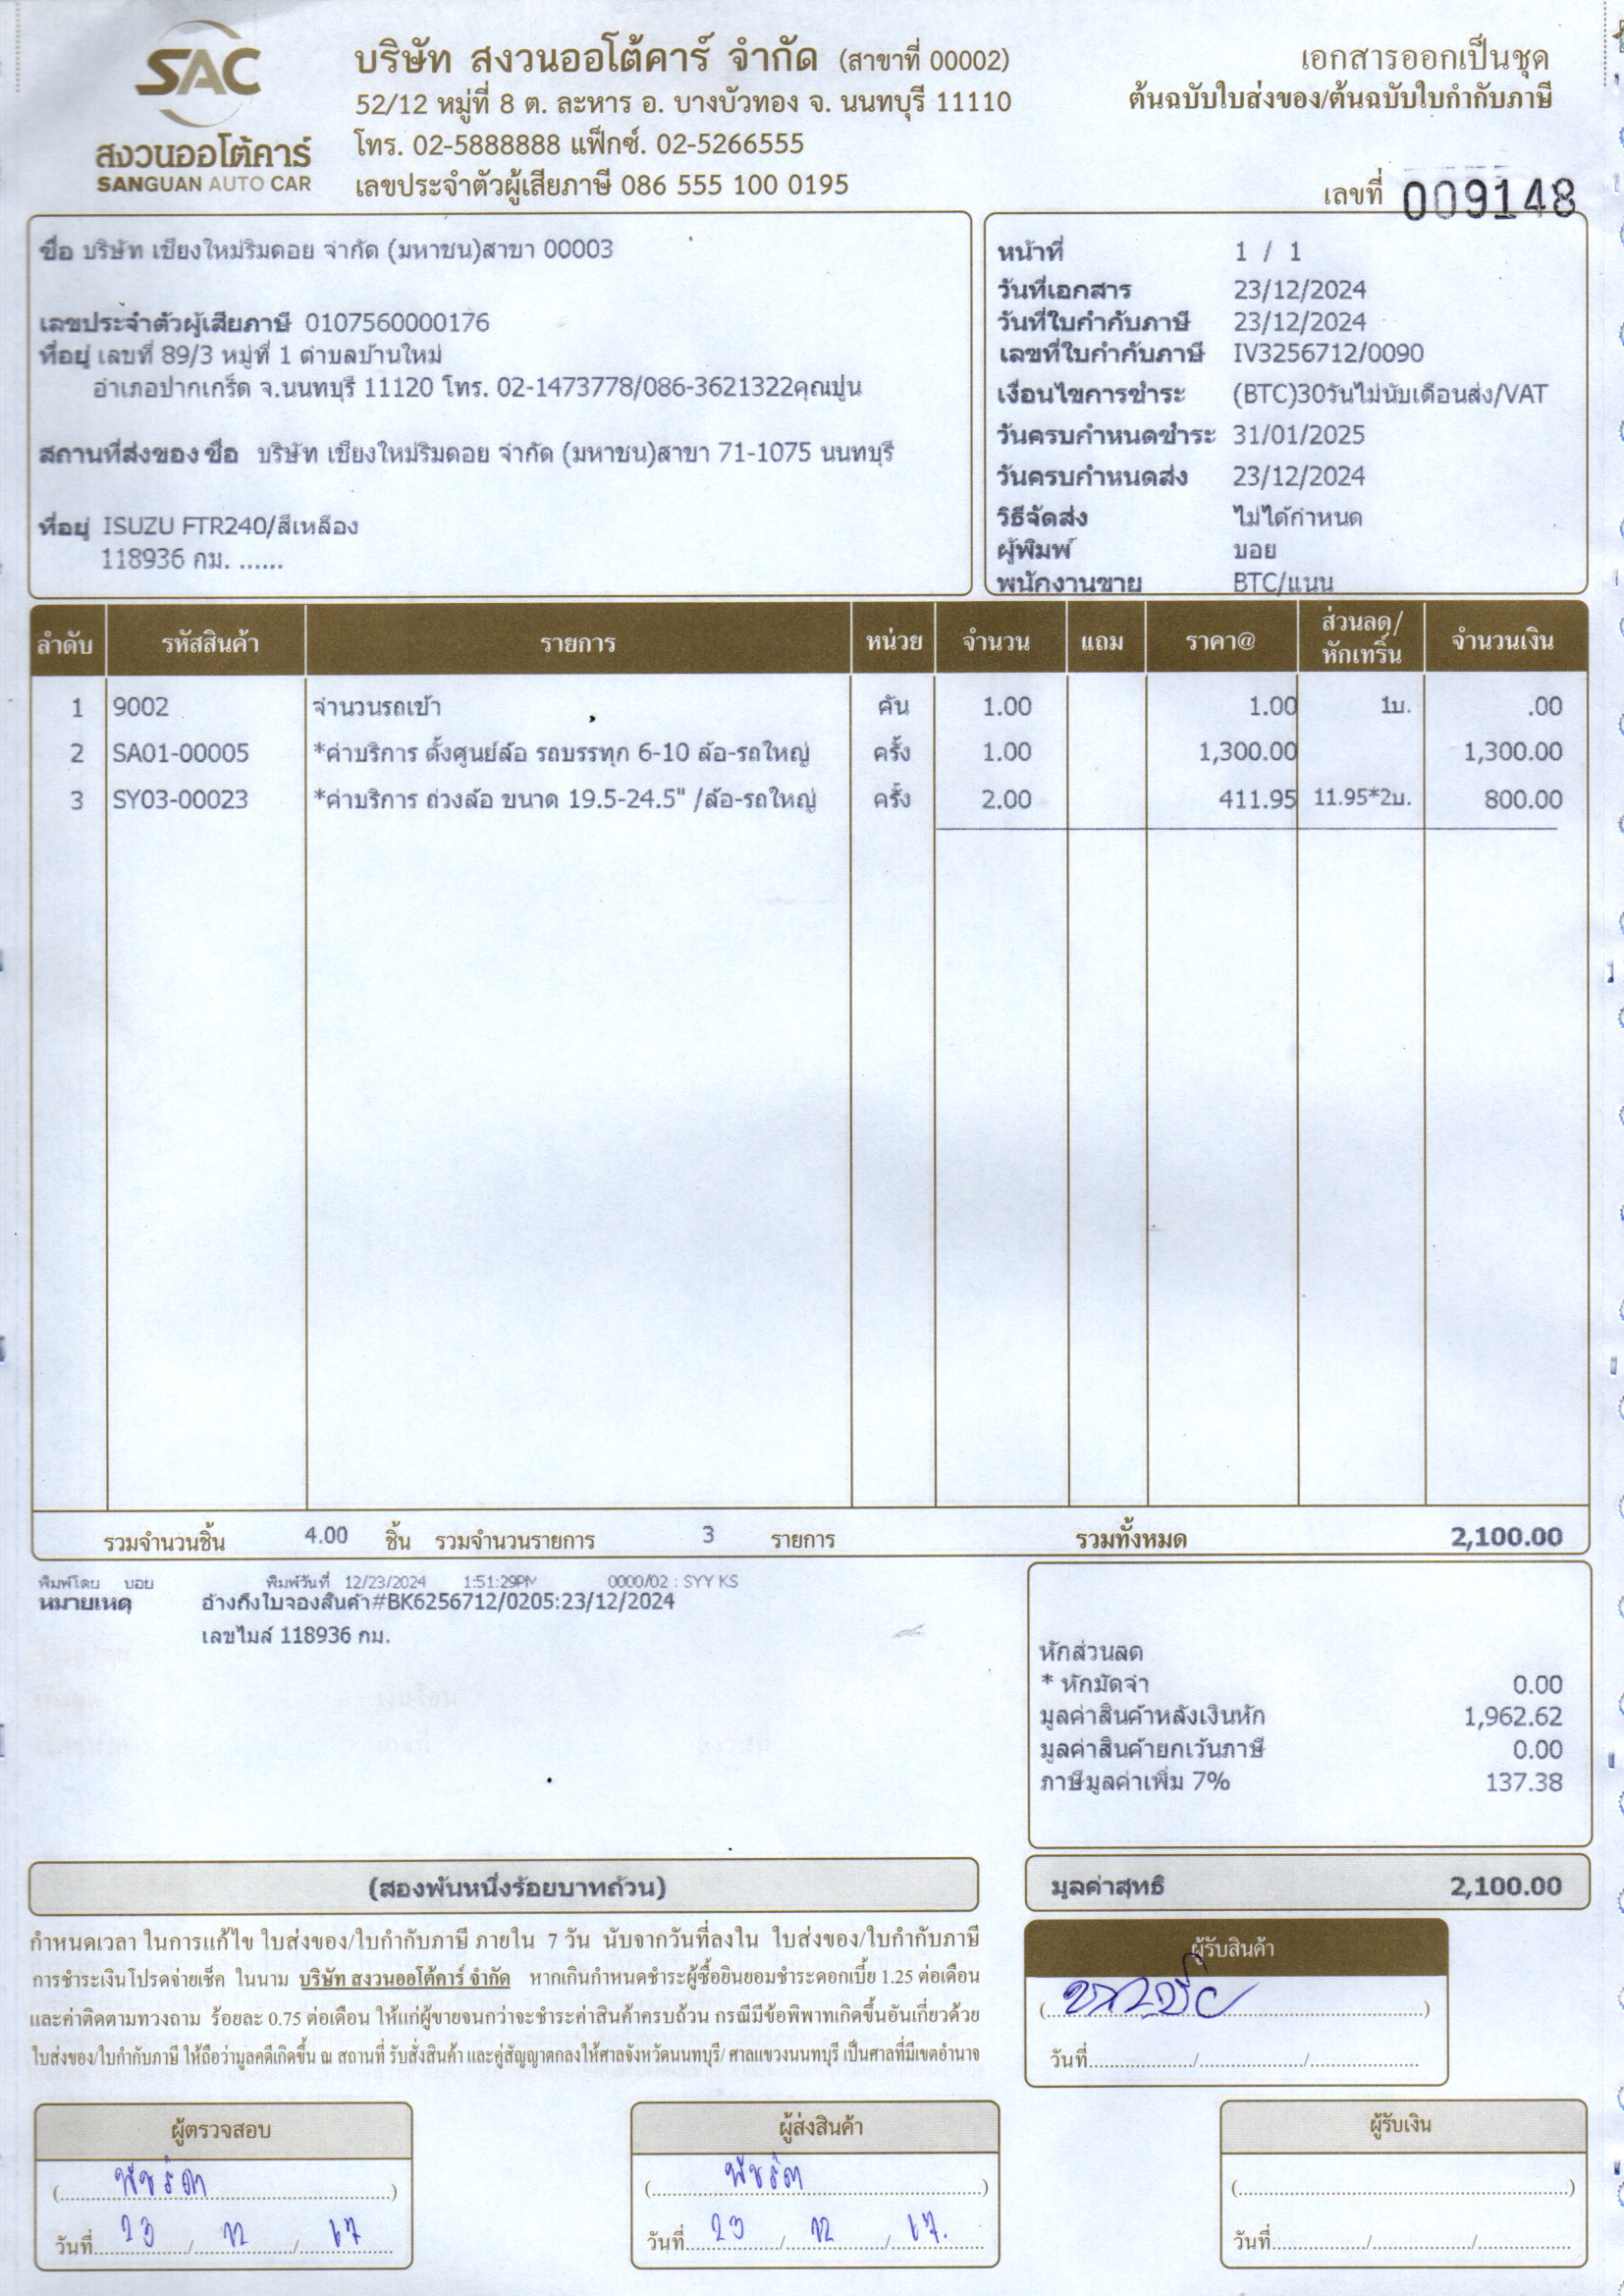 SAC
สงวนออโต้คาร์
SANGUAN AUTO CAR
บริษัท สงวนออโต้คาร์ จำกัด (สาขาที่ 00002)
52/12 หมู่ที่ 8 ต. ละหาร อ. บางบัวทอง จ. นนทบุรี 11110
โทร. 02-5888888 แฟ็กซ์. 02-5266555
เลขประจำตัวผู้เสียภาษี 086 555 100 0195
เอกสารออกเป็นชุด
ต้นฉบับใบส่งของ/ต้นฉบับใบกำกับภาษี
เลขที่ 009148
ชื่อ บริษัท เชียงใหม่ริมดอย จำกัด (มหาชน)สาขา 00003
เลขประจำตัวผู้เสียภาษี 0107560000176
ที่อยู่ เลขที่ 89/3 หมู่ที่ 1 ตำบลบ้านใหม่
อำเภอปากเกร็ด จ.นนทบุรี 11120 โทร. 02-1473778/086-3621322คุณปูน
สถานที่ส่งของ ชื่อ บริษัท เชียงใหม่ริมดอย จำกัด (มหาชน)สาขา 71-1075 นนทบุรี
ที่อยู่ ISUZU FTR240/สีเหลือง
118936 กม. ......
หน้าที่ 1 / 1
วันที่เอกสาร 23/12/2024
วันที่ใบกำกับภาษี 23/12/2024
เลขที่ใบกำกับภาษี IV3256712/0090
เงื่อนไขการชำระ (BTC)30วันไม่นับเดือนส่ง/VAT
วันครบกำหนดชำระ 31/01/2025
วันครบกำหนดส่ง 23/12/2024
วิธีจัดส่ง ไม่ได้กำหนด
ผู้พิมพ์ บอย
พนักงานขาย BTC/แนน
ลำดับ รหัสสินค้า รายการ หน่วย จำนวน แถม ราคา@ ส่วนลด/หักเทริ์น จำนวนเงิน
1 9002 จำนวนรถเข้า คัน 1.00 1.00 1บ. .00
2 SA01-00005 *ค่าบริการ ตั้งศูนย์ล้อ รถบรรทุก 6-10 ล้อ-รถใหญ่ ครั้ง 1.00 1,300.00 1,300.00
3 SY03-00023 *ค่าบริการ ถ่วงล้อ ขนาด 19.5-24.5" /ล้อ-รถใหญ่ ครั้ง 2.00 411.95 11.95*2บ. 800.00
รวมจำนวนชิ้น 4.00 ชิ้น รวมจำนวนรายการ 3 รายการ รวมทั้งหมด 2,100.00
พิมพ์โดย บอย พิมพ์วันที่ 12/23/2024 1:51:29PM 0000/02 : SYY KS
หมายเหตุ อ้างถึงใบจองสินค้า#BK6256712/0205:23/12/2024
เลขไมล์ 118936 กม.
หักส่วนลด
* หักมัดจำ 0.00
มูลค่าสินค้าหลังเงินหัก 1,962.62
มูลค่าสินค้ายกเว้นภาษี 0.00
ภาษีมูลค่าเพิ่ม 7% 137.38
(สองพันหนึ่งร้อยบาทถ้วน)
มูลค่าสุทธิ 2,100.00
กำหนดเวลา ในการแก้ไข ใบส่งของ/ใบกำกับภาษี ภายใน 7 วัน นับจากวันที่ลงใน ใบส่งของ/ใบกำกับภาษี
การชำระเงินโปรดจ่ายเช็ค ในนาม บริษัท สงวนออโต้คาร์ จำกัด หากเกินกำหนดชำระผู้ซื้อยินยอมชำระดอกเบี้ย 1.25 ต่อเดือน
และค่าติดตามทวงถาม ร้อยละ 0.75 ต่อเดือน ให้แก่ผู้ขายจนกว่าจะชำระค่าสินค้าครบถ้วน กรณีมีข้อพิพาทเกิดขึ้นอันเกี่ยวด้วย
ใบส่งของ/ใบกำกับภาษี ให้ถือว่ามูลคดีเกิดขึ้น ณ สถานที่ รับสั่งสินค้า และคู่สัญญาตกลงให้ศาลจังหวัดนนทบุรี/ ศาลแขวงนนทบุรี เป็นศาลที่มีเขตอำนาจ
ผู้รับสินค้า
วันที่....................../....................../......................
ผู้ตรวจสอบ
พัชรีดา
วันที่ 23 / 12 / 67
ผู้ส่งสินค้า
พัชรีดา
วันที่ 23 / 12 / 67.
ผู้รับเงิน
วันที่....................../....................../......................